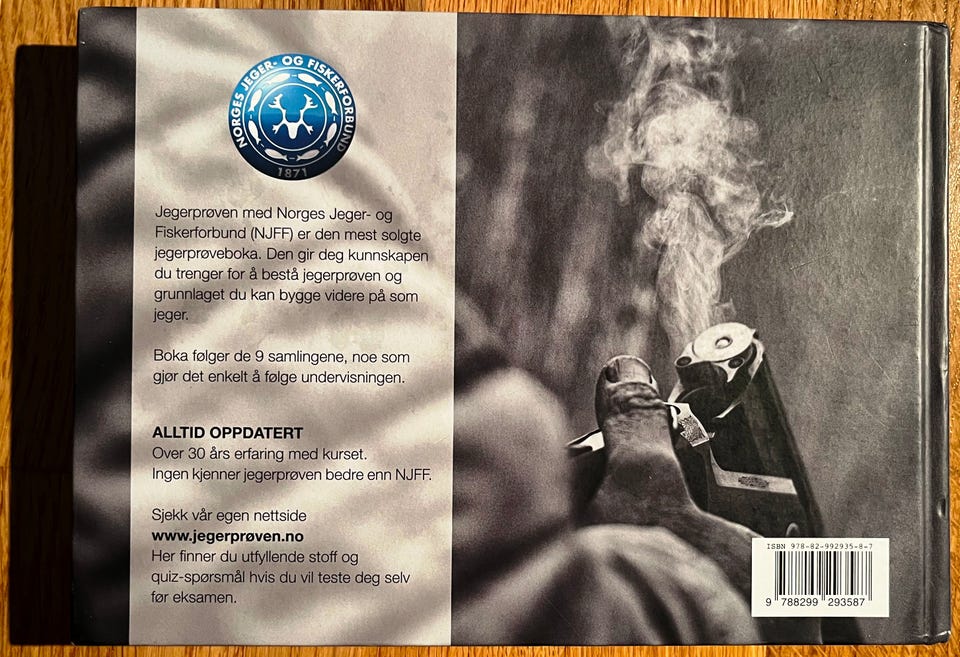 NORGES JEGER- OG FISKERFORBUND
1871
Jegerprøven med Norges Jeger- og
Fiskerforbund (NJFF) er den mest solgte
jegerprøveboka. Den gir deg kunnskapen
du trenger for å bestå jegerprøven og
grunnlaget du kan bygge videre på som
jeger.
Boka følger de 9 samlingene, noe som
gjør det enkelt å følge undervisningen.
ALLTID OPPDATERT
Over 30 års erfaring med kurset.
Ingen kjenner jegerprøven bedre enn NJFF.
Sjekk vår egen nettside
www.jegerprøven.no
Her finner du utfyllende stoff og
quiz-spørsmål hvis du vil teste deg selv
før eksamen.
ISBN 978-82-992935-8-7
9 788299 293587